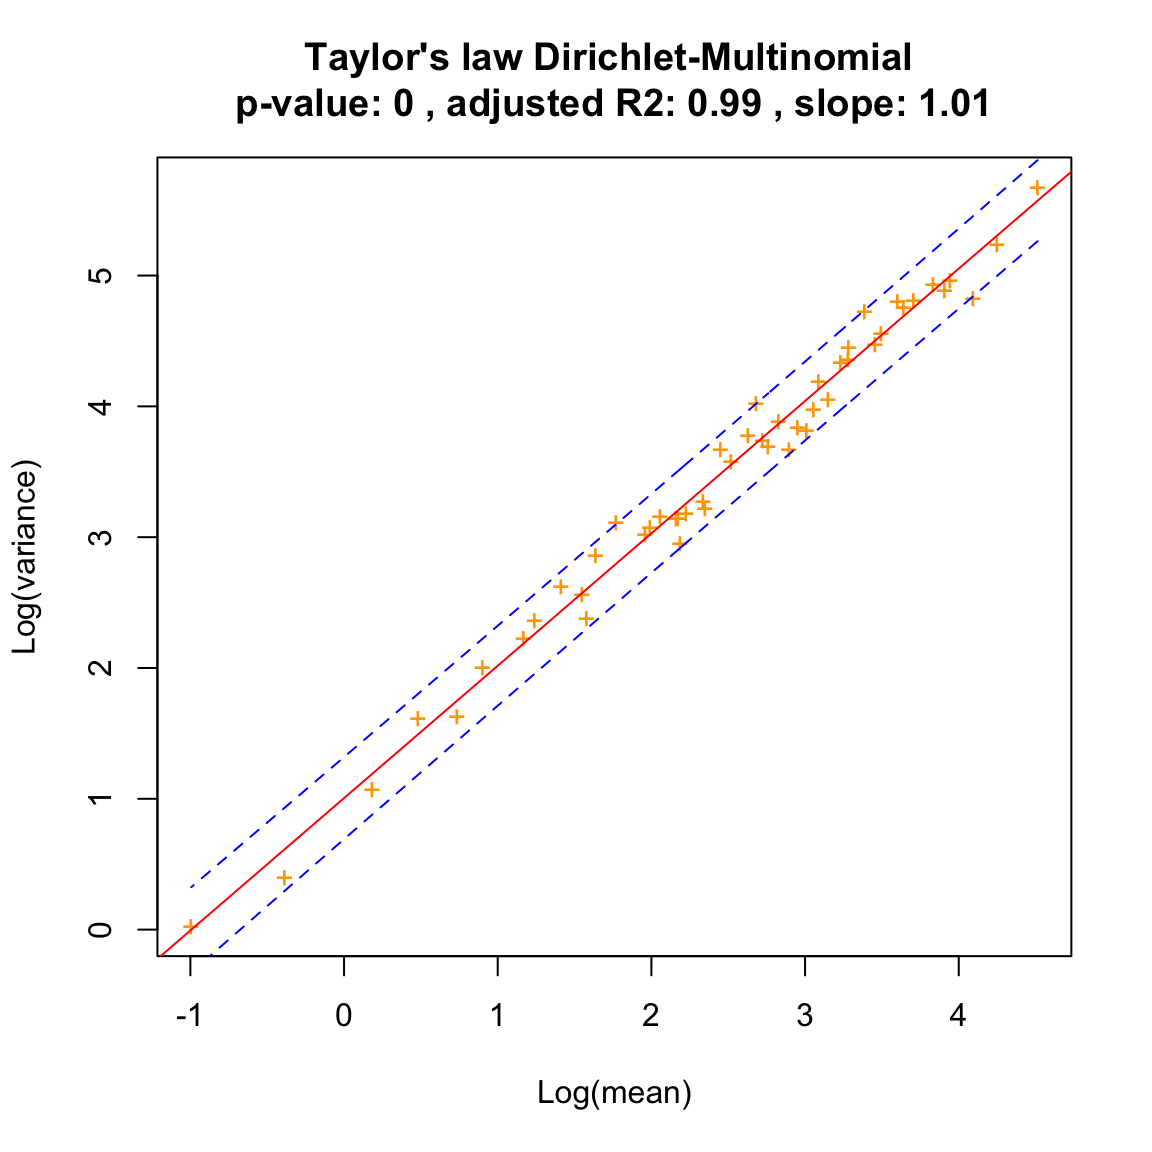 Taylor's law Dirichlet-Multinomial
p-value: 0 , adjusted R2: 0.99 , slope: 1.01
5
4
3
2
1
0
Log(variance)
-1 0 1 2 3 4
Log(mean)